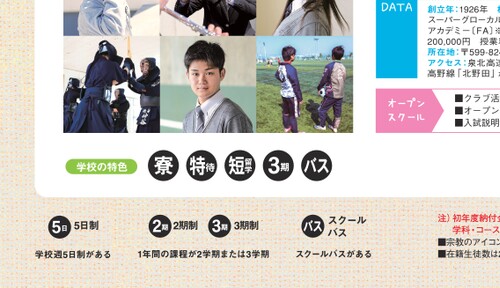 DATA
創立年:1926年
スーパーグローカル
アカデミー［FA］※
200,000円 授業
所在地:〒599-82
アクセス:泉北高速
高野線「北野田」
オープン
スクール
■クラブ活
■オープン
■入試説明
学校の特色
寮 特待 短留学 3期 バス
5日 5日制
学校週5日制がある
2期 2期制 3期 3期制
1年間の課程が2学期または3学期
バス スクール
バス
スクールバスがある
注）初年度納付金
学科・コース
■宗教のアイコン
■在籍生徒数は2